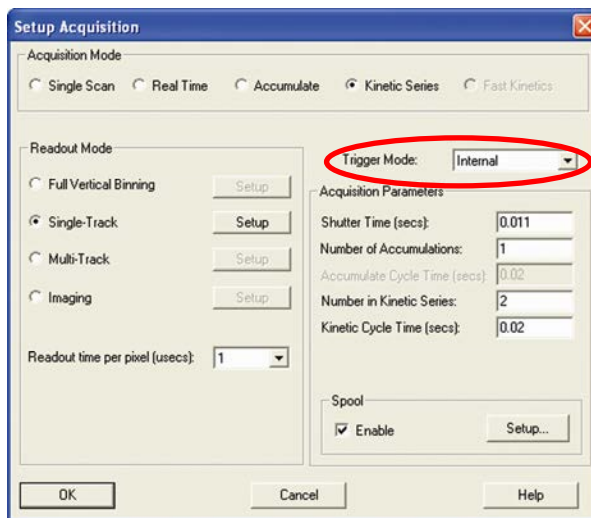 Setup Acquisition
Acquisition Mode
Single Scan Real Time Accumulate Kinetic Series Fast Kinetics
Readout Mode
Full Vertical Binning Setup
Single-Track Setup
Multi-Track Setup
Imaging Setup
Readout time per pixel (usecs): 1
Trigger Mode: Internal
Acquisition Parameters
Shutter Time (secs): 0.011
Number of Accumulations: 1
Accumulate Cycle Time (secs) 0.02
Number in Kinetic Series: 2
Kinetic Cycle Time (secs): 0.02
Spool
Enable Setup...
OK Cancel Help